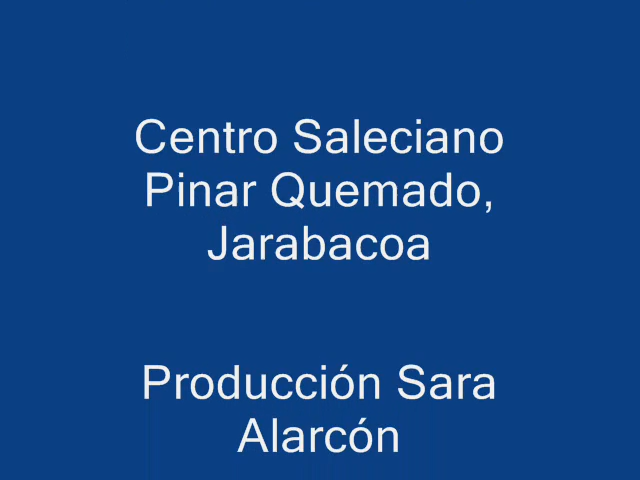 Centro Saleciano
Pinar Quemado,
Jarabacoa
Producción Sara
Alarcón